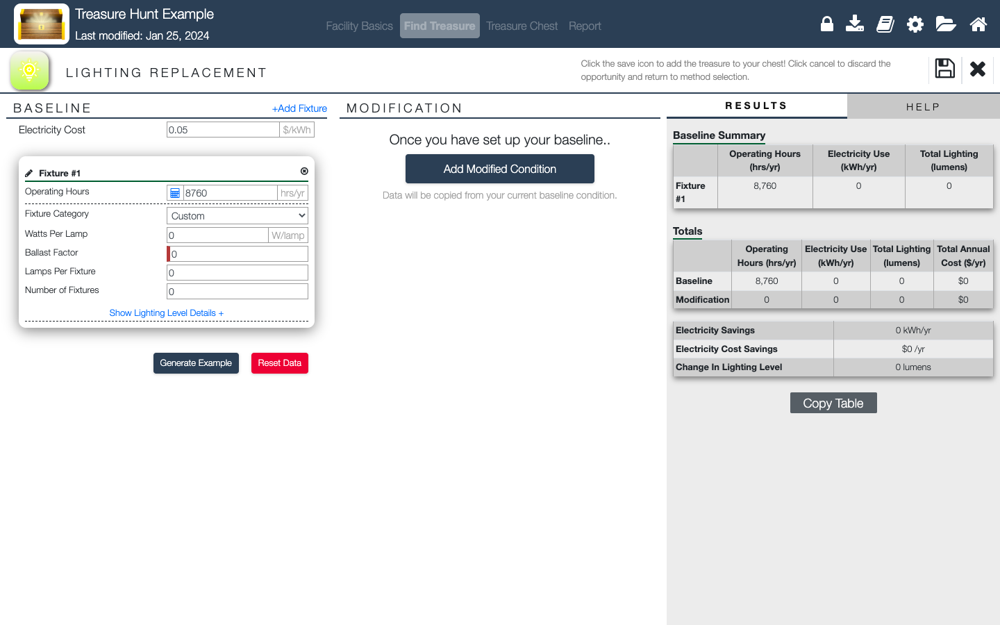 Treasure Hunt Example
Last modified: Jan 25, 2024
Facility Basics Find Treasure Treasure Chest Report
LIGHTING REPLACEMENT
Click the save icon to add the treasure to your chest! Click cancel to discard the
opportunity and return to method selection.
BASELINE +Add Fixture
Electricity Cost 0.05 $/kWh
Fixture #1
Operating Hours 8760 hrs/yr
Fixture Category Custom
Watts Per Lamp 0 W/lamp
Ballast Factor 0
Lamps Per Fixture 0
Number of Fixtures 0
Show Lighting Level Details +
Generate Example Reset Data
MODIFICATION
Once you have set up your baseline..
Add Modified Condition
Data will be copied from your current baseline condition.
RESULTS HELP
Baseline Summary
Operating Hours Electricity Use Total Lighting
(hrs/yr) (kWh/yr) (lumens)
Fixture 8,760 0 0
#1
Totals
Operating Electricity Use Total Lighting Total Annual
Hours (hrs/yr) (kWh/yr) (lumens) Cost ($/yr)
Baseline 8,760 0 0 $0
Modification 0 0 0 $0
Electricity Savings 0 kWh/yr
Electricity Cost Savings $0 /yr
Change In Lighting Level 0 lumens
Copy Table